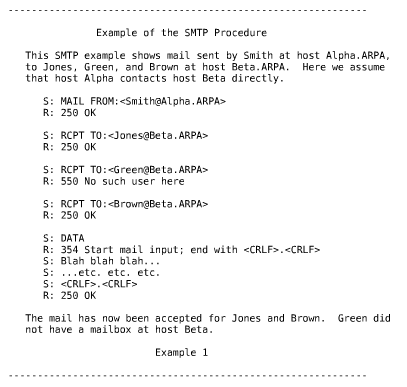 -------------------------------------------------------------
Example of the SMTP Procedure
This SMTP example shows mail sent by Smith at host Alpha.ARPA,
to Jones, Green, and Brown at host Beta.ARPA.  Here we assume
that host Alpha contacts host Beta directly.
S: MAIL FROM:<Smith@Alpha.ARPA>
R: 250 OK
S: RCPT TO:<Jones@Beta.ARPA>
R: 250 OK
S: RCPT TO:<Green@Beta.ARPA>
R: 550 No such user here
S: RCPT TO:<Brown@Beta.ARPA>
R: 250 OK
S: DATA
R: 354 Start mail input; end with <CRLF>.<CRLF>
S: Blah blah blah...
S: ...etc. etc. etc.
S: <CRLF>.<CRLF>
R: 250 OK
The mail has now been accepted for Jones and Brown.  Green did
not have a mailbox at host Beta.
Example 1
-------------------------------------------------------------